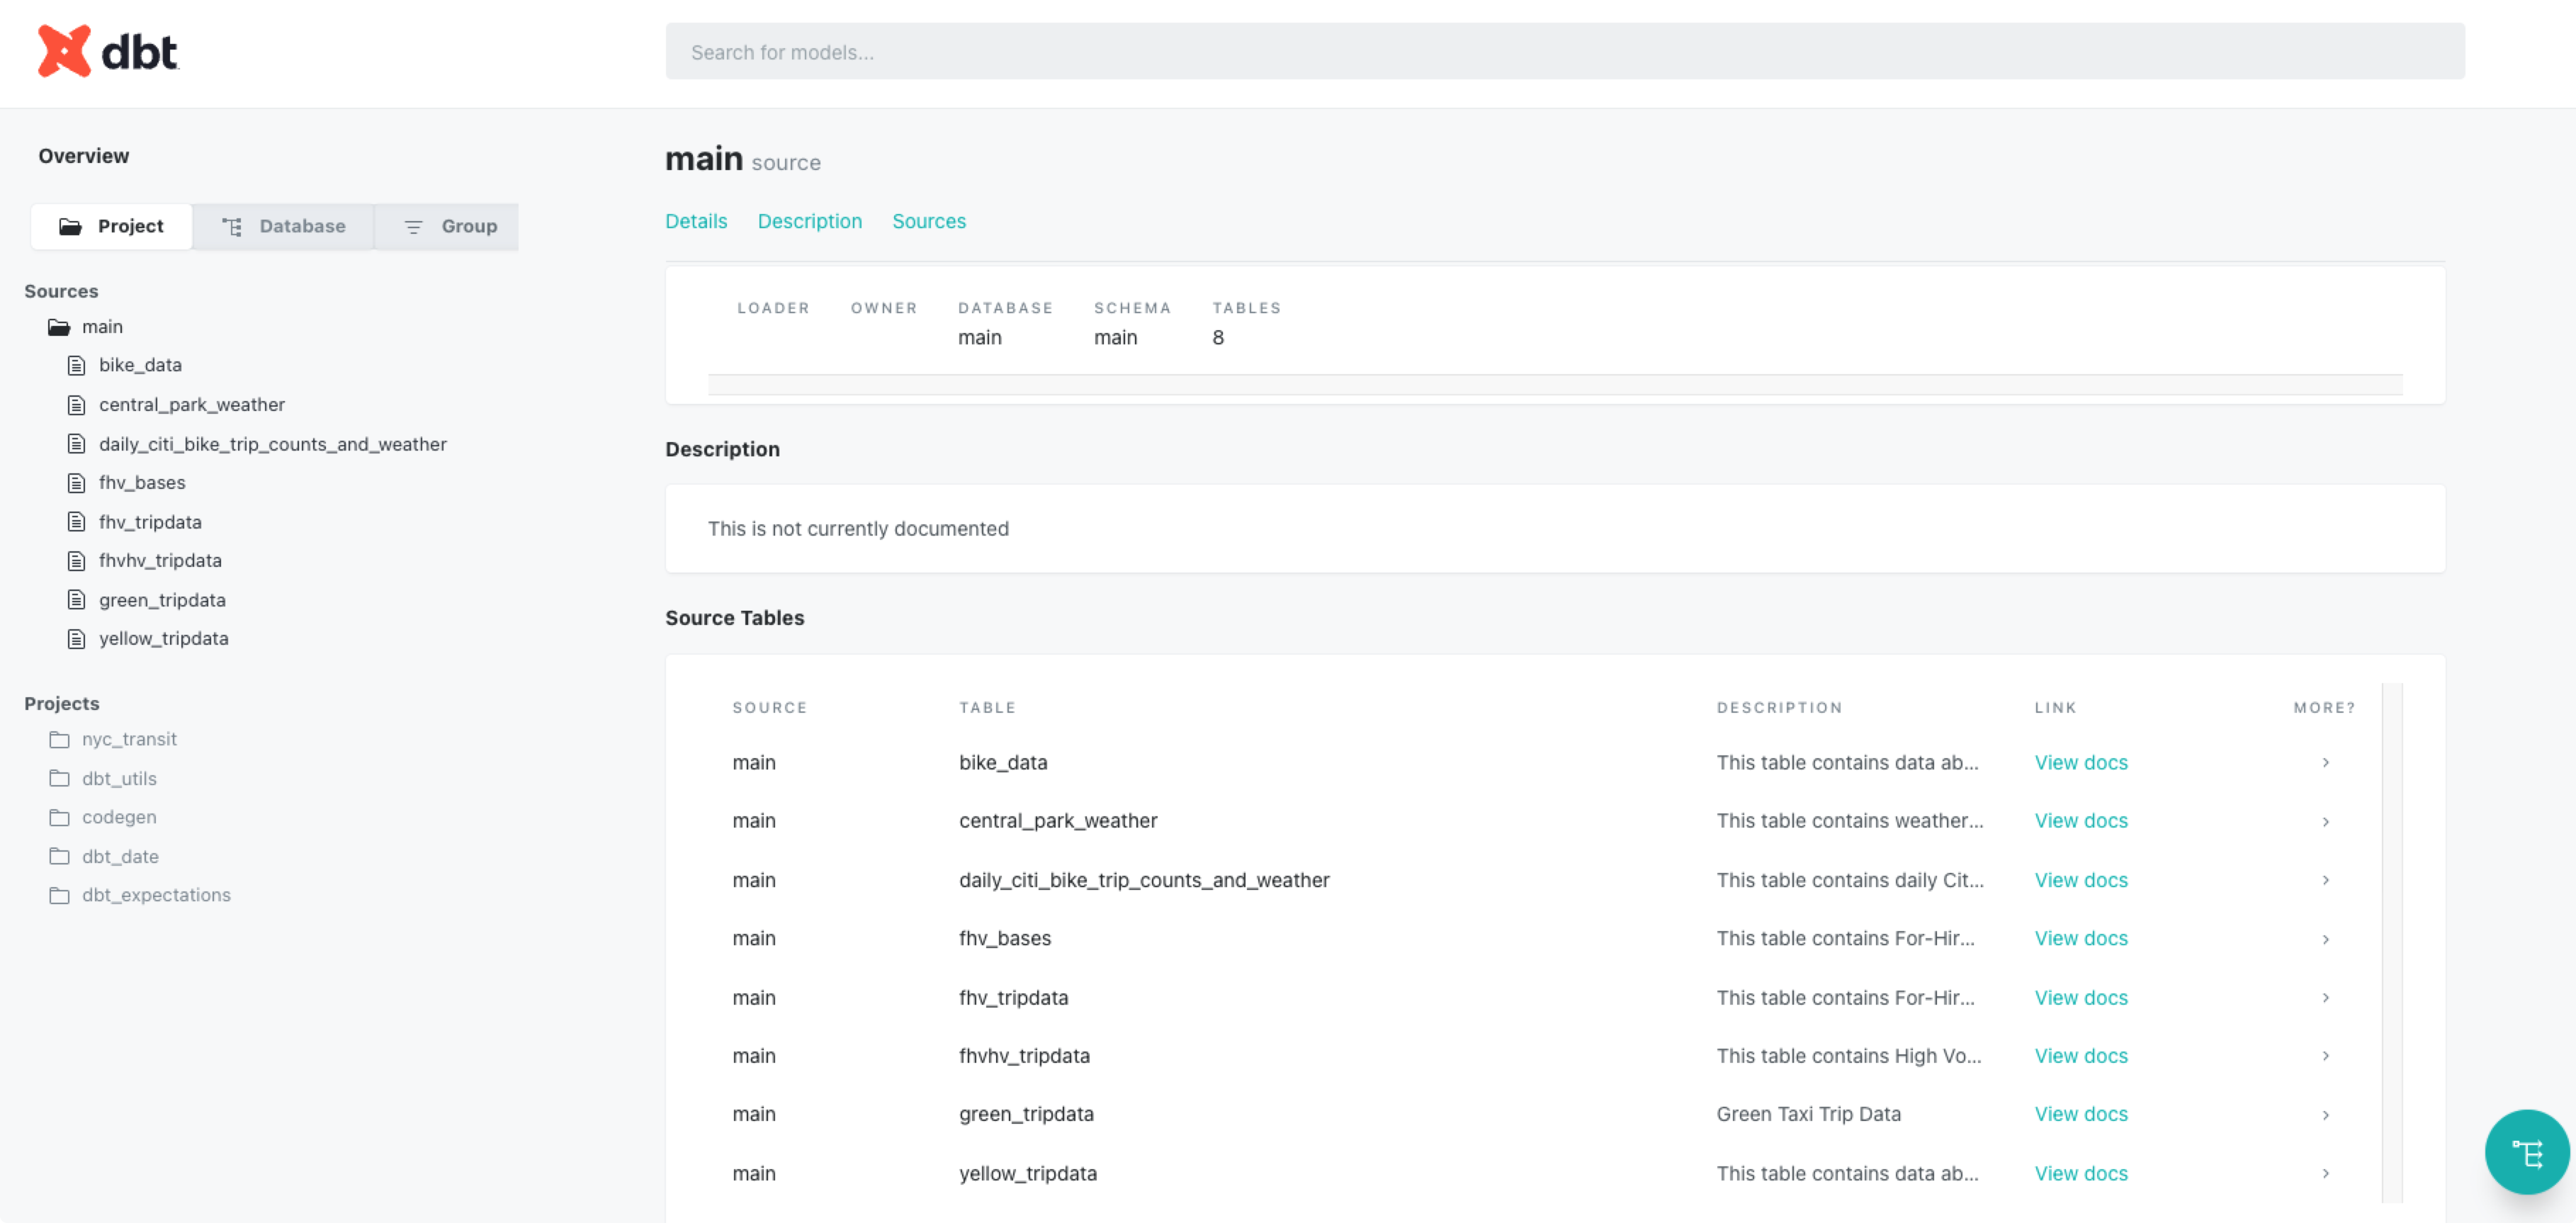 dbt
Search for models...
Overview
Project Database Group
Sources
main
bike_data
central_park_weather
daily_citi_bike_trip_counts_and_weather
fhv_bases
fhv_tripdata
fhvhv_tripdata
green_tripdata
yellow_tripdata
Projects
nyc_transit
dbt_utils
codegen
dbt_date
dbt_expectations
main source
Details Description Sources
LOADER OWNER DATABASE SCHEMA TABLES
main main 8
Description
This is not currently documented
Source Tables
SOURCE TABLE DESCRIPTION LINK MORE?
main bike_data This table contains data ab... View docs
main central_park_weather This table contains weather... View docs
main daily_citi_bike_trip_counts_and_weather This table contains daily Cit... View docs
main fhv_bases This table contains For-Hir... View docs
main fhv_tripdata This table contains For-Hir... View docs
main fhvhv_tripdata This table contains High Vo... View docs
main green_tripdata Green Taxi Trip Data View docs
main yellow_tripdata This table contains data ab... View docs